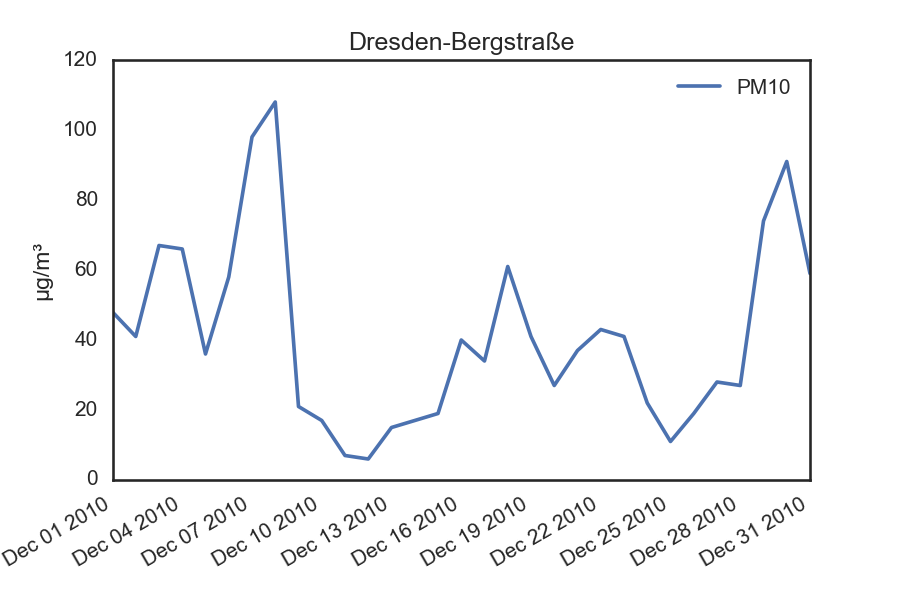 Dresden-Bergstraße
120
100
80
60
40
20
0
µg/m³
PM10
Dec 01 2010
Dec 04 2010
Dec 07 2010
Dec 10 2010
Dec 13 2010
Dec 16 2010
Dec 19 2010
Dec 22 2010
Dec 25 2010
Dec 28 2010
Dec 31 2010